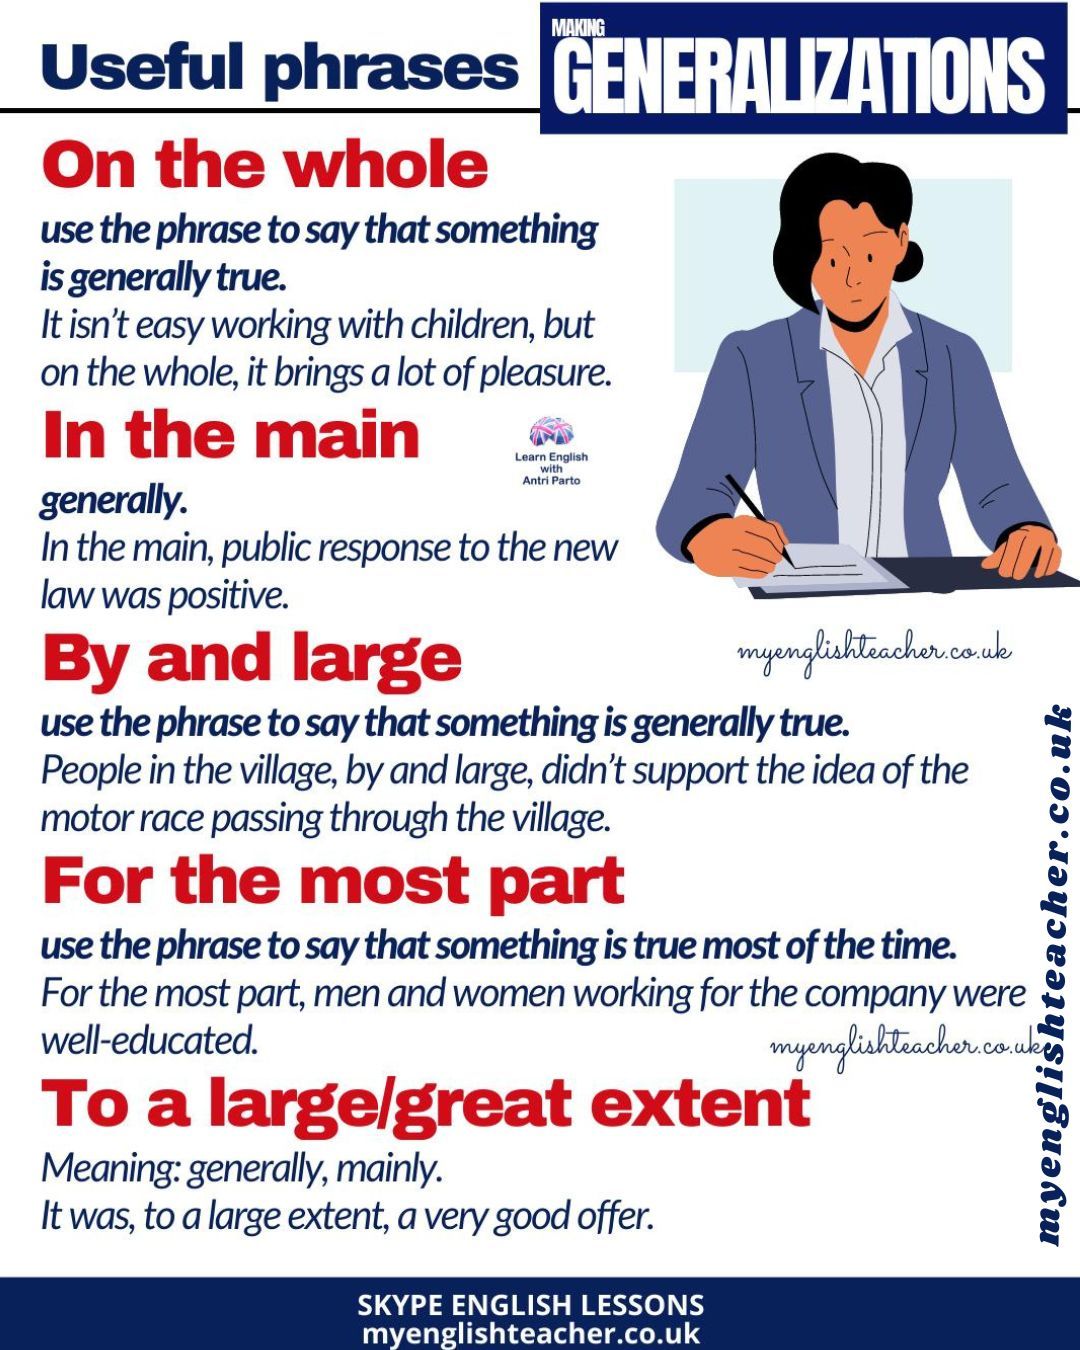 Useful phrases
MAKING
GENERALIZATIONS
On the whole
use the phrase to say that something
is generally true.
It isn't easy working with children, but
on the whole, it brings a lot of pleasure.
In the main
Learn English
with
Antri Parto
generally.
In the main, public response to the new
law was positive.
myenglishteacher.co.uk
By and large
use the phrase to say that something is generally true.
People in the village, by and large, didn't support the idea of the
motor race passing through the village.
For the most part
use the phrase to say that something is true most of the time.
For the most part, men and women working for the company were
well-educated.
myenglishteacher.co.uk
myenglishteacher.co.uk
To a large/great extent
Meaning: generally, mainly.
It was, to a large extent, a very good offer.
SKYPE ENGLISH LESSONS
myenglishteacher.co.uk